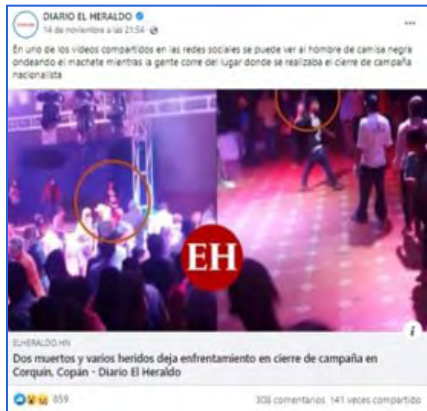 DIARIO EL HERALDO
14 de noviembre a las 21:54 ·
En uno de los videos compartidos en las redes sociales se puede ver al hombre de camisa negra
ondeando el machete mientras la gente corre del lugar donde se realizaba el cierre de campaña
nacionalista
EH
ELHERALDO.HN
Dos muertos y varios heridos deja enfrentamiento en cierre de campaña en
Corquín, Copán - Diario El Heraldo
859
308 comentarios 141 veces compartido